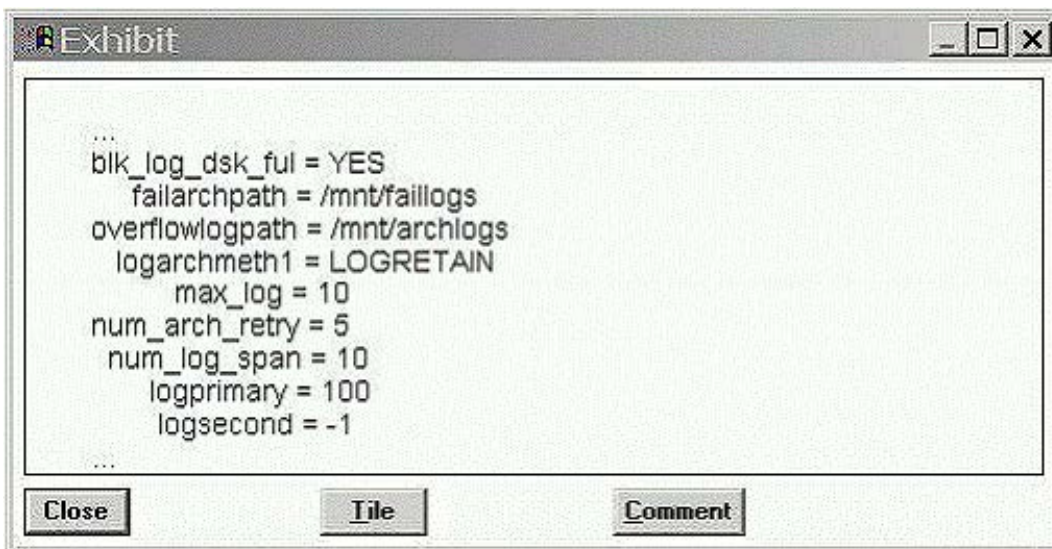 Exhibit
...
blk_log_dsk_ful = YES
failarchpath = /mnt/faillogs
overflowlogpath = /mnt/archlogs
logarchmeth1 = LOGRETAIN
max_log = 10
num_arch_retry = 5
num_log_span = 10
logprimary = 100
logsecond = -1
...
Close Tile Comment